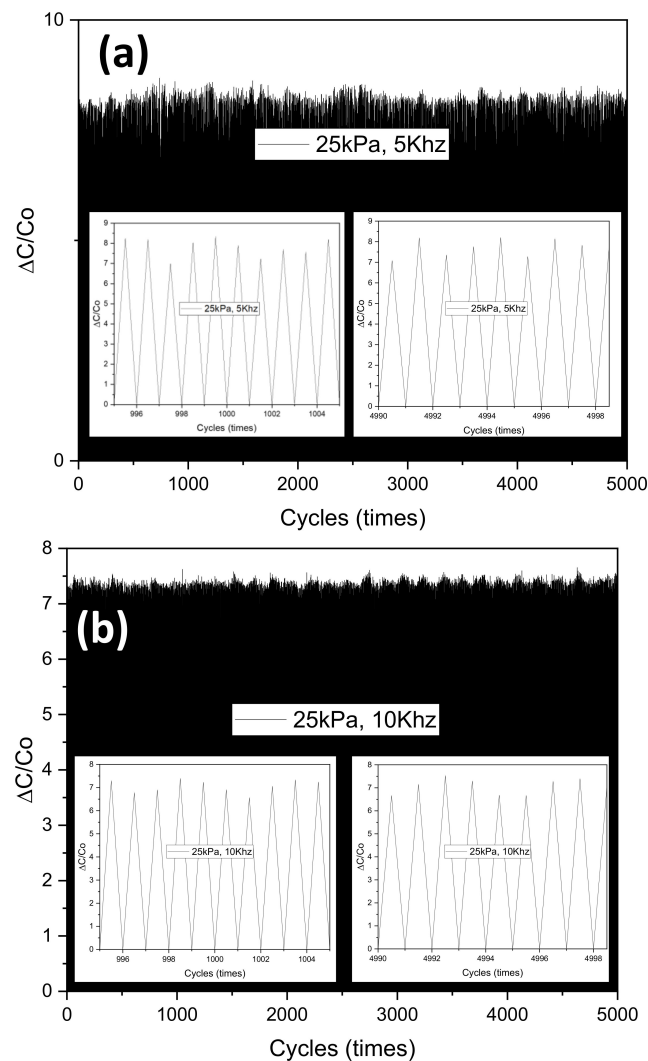 10
(a)
25kPa, 5Khz
ΔC/Co
9
8
7
6
5
4
3
2
1
0
ΔC/Co
25kPa, 5Khz
996 998 1000 1002 1004
Cycles (times)
9
8
7
6
5
4
3
2
1
0
ΔC/Co
25kPa, 5Khz
4990 4992 4994 4996 4998
Cycles (times)
0
0 1000 2000 3000 4000 5000
Cycles (times)
8
7
6
5
4
3
2
1
0
(b)
25kPa, 10Khz
ΔC/Co
8
7
6
5
4
3
2
1
0
ΔC/Co
25kPa, 10Khz
996 998 1000 1002 1004
Cycles (times)
8
7
6
5
4
3
2
1
0
ΔC/Co
25kPa, 10Khz
4990 4992 4994 4996 4998
Cycles (times)
0 1000 2000 3000 4000 5000
Cycles (times)